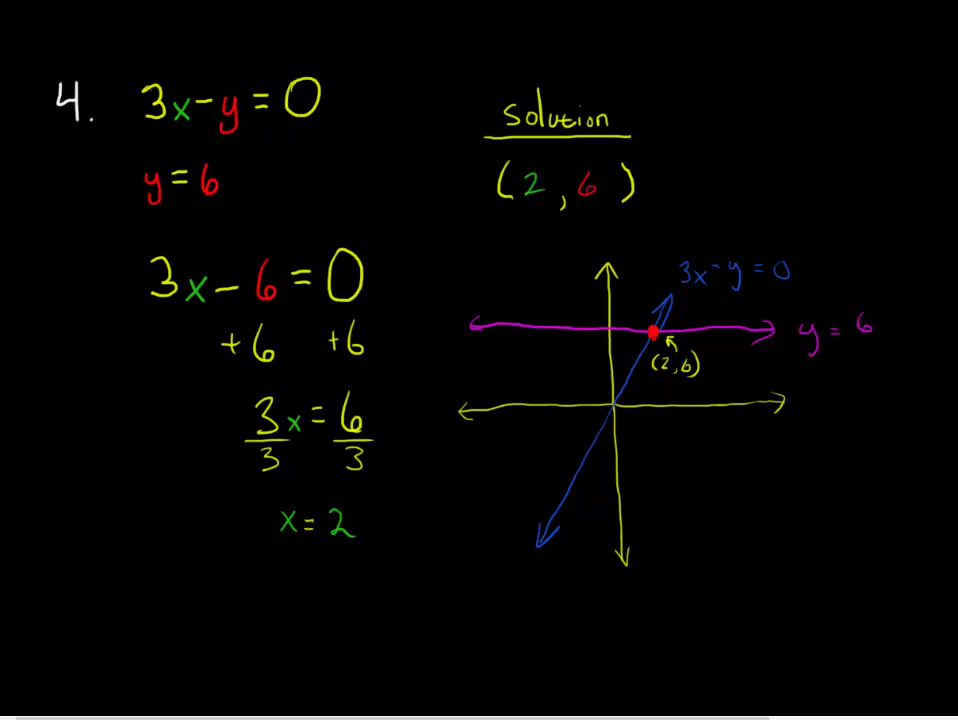 4. 3x-y=0
y=6
3x-6=0
+6 +6
3x=6
3 3
x=2
Solution
(2, 6)
3x-y=0
y=6
(2,6)